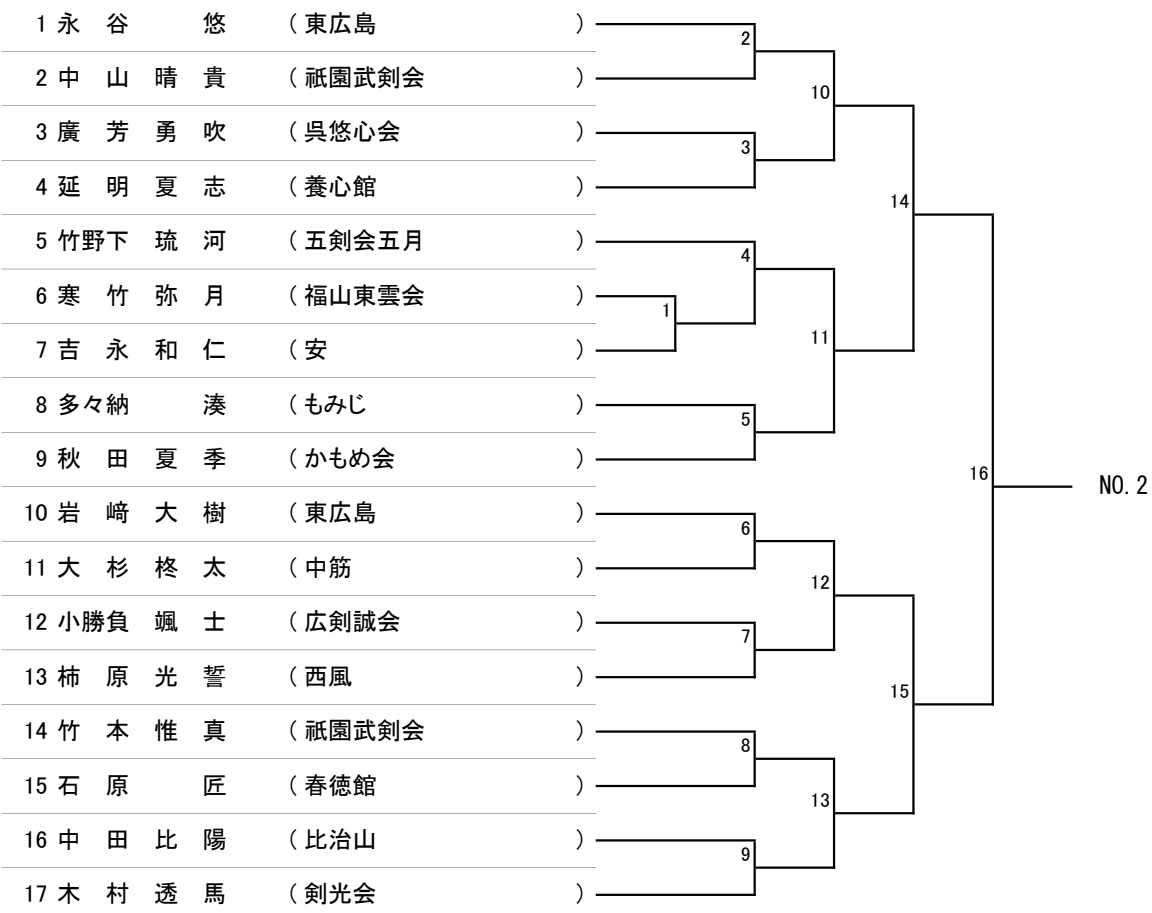 1 永 谷 悠 （ 東広島 ）
2 中 山 晴 貴 （ 祇園武剣会 ）
3 廣 芳 勇 吹 （ 呉悠心会 ）
4 延 明 夏 志 （ 養心館 ）
5 竹野下 琉 河 （ 五剣会五月 ）
6 寒 竹 弥 月 （ 福山東雲会 ）
7 吉 永 和 仁 （ 安 ）
8 多々納 湊 （ もみじ ）
9 秋 田 夏 季 （ かもめ会 ）
10 岩 﨑 大 樹 （ 東広島 ）
11 大 杉 柊 太 （ 中筋 ）
12 小勝負 颯 士 （ 広剣誠会 ）
13 柿 原 光 誓 （ 西風 ）
14 竹 本 惟 真 （ 祇園武剣会 ）
15 石 原 匠 （ 春徳館 ）
16 中 田 比 陽 （ 比治山 ）
17 木 村 透 馬 （ 剣光会 ）
1
2
3
4
5
6
7
8
9
10
11
12
13
14
15
16
NO. 2